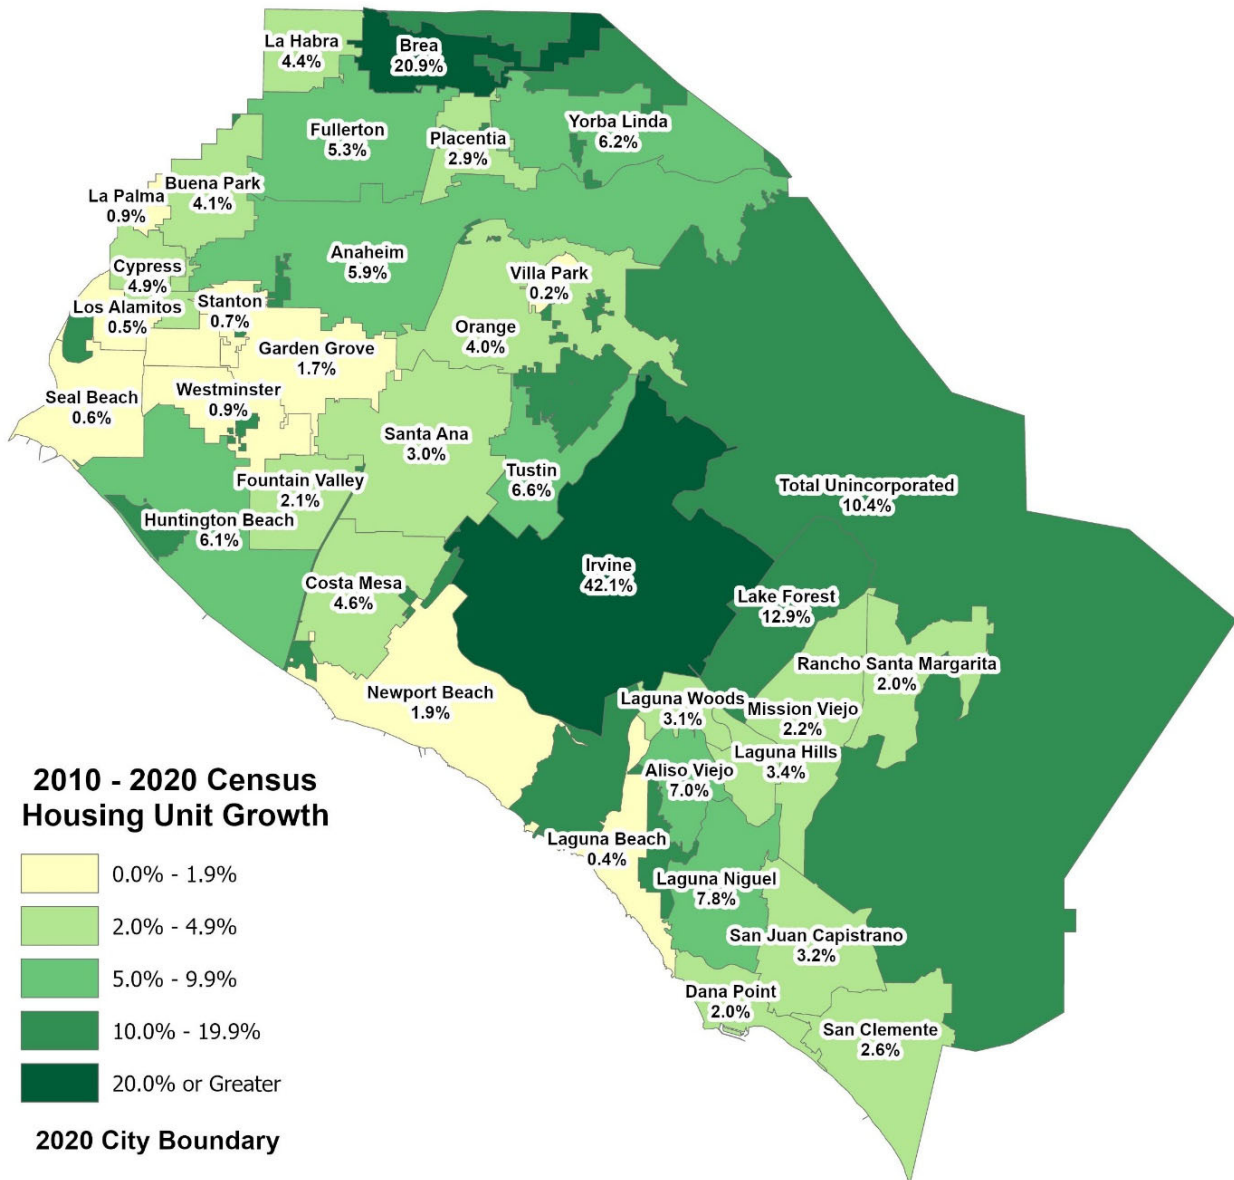 La Habra
4.4%
Brea
20.9%
Fullerton
5.3%
Placentia
2.9%
Yorba Linda
6.2%
Buena Park
4.1%
La Palma
0.9%
Anaheim
5.9%
Cypress
4.9%
Villa Park
0.2%
Los Alamitos
0.5%
Stanton
0.7%
Orange
4.0%
Garden Grove
1.7%
Seal Beach
0.6%
Westminster
0.9%
Santa Ana
3.0%
Tustin
6.6%
Fountain Valley
2.1%
Total Unincorporated
10.4%
Huntington Beach
6.1%
Irvine
42.1%
Costa Mesa
4.6%
Lake Forest
12.9%
Rancho Santa Margarita
2.0%
Newport Beach
1.9%
Laguna Woods
3.1%
Mission Viejo
2.2%
Laguna Hills
3.4%
Aliso Viejo
7.0%
Laguna Beach
0.4%
Laguna Niguel
7.8%
San Juan Capistrano
3.2%
Dana Point
2.0%
San Clemente
2.6%
2010 - 2020 Census
Housing Unit Growth
0.0% - 1.9%
2.0% - 4.9%
5.0% - 9.9%
10.0% - 19.9%
20.0% or Greater
2020 City Boundary